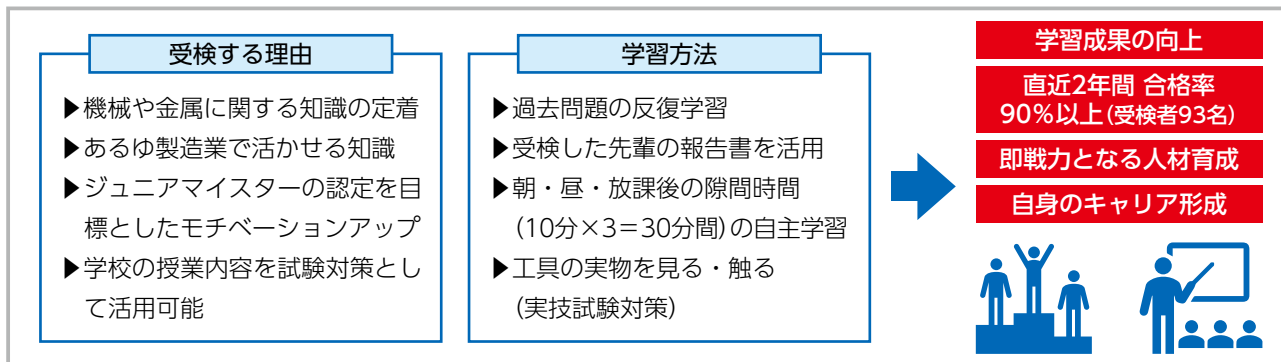 受検する理由
▶機械や金属に関する知識の定着
▶あるゆ製造業で活かせる知識
▶ジュニアマイスターの認定を目
標としたモチベーションアップ
▶学校の授業内容を試験対策とし
て活用可能
学習方法
▶過去問題の反復学習
▶受検した先輩の報告書を活用
▶朝・昼・放課後の隙間時間
(10分×3=30分間)の自主学習
▶工具の実物を見る・触る
(実技試験対策)
学習成果の向上
直近2年間 合格率
90%以上(受検者93名)
即戦力となる人材育成
自身のキャリア形成